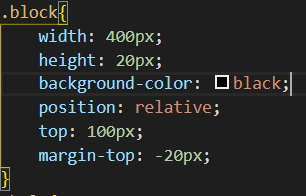 .block{
width: 400px;
height: 20px;
background-color: black;
position: relative;
top: 100px;
margin-top: -20px;
}